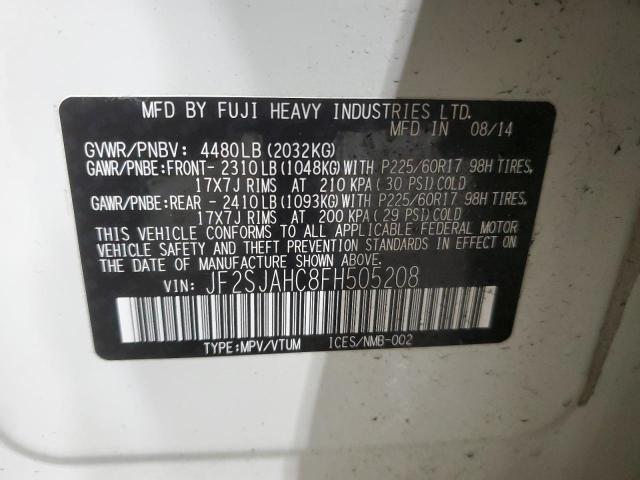 MFD BY FUJI HEAVY INDUSTRIES LTD.
MFD IN 08/14
GVWR/PNBV: 4480LB(2032KG)
GAWR/PNBE:FRONT- 2310LB(1048KG)WITH P225/60R17 98H TIRES,
17X7J RIMS AT 210 KPA(30 PSI)COLD
GAWR/PNBE:REAR - 2410LB(1093KG)WITH P225/60R17 98H TIRES,
17X7J RIMS AT 200 KPA(29 PSI)COLD
THIS VEHICLE CONFORMS TO ALL APPLICABLE FEDERAL MOTOR
VEHICLE SAFETY AND THEFT PREVENTION STANDARDS IN EFFECT ON
THE DATE OF MANUFACTURE SHOWN ABOVE.
VIN: JF2SJAHC8FH505208
TYPE:MPV/VTUM ICES/NMB-002